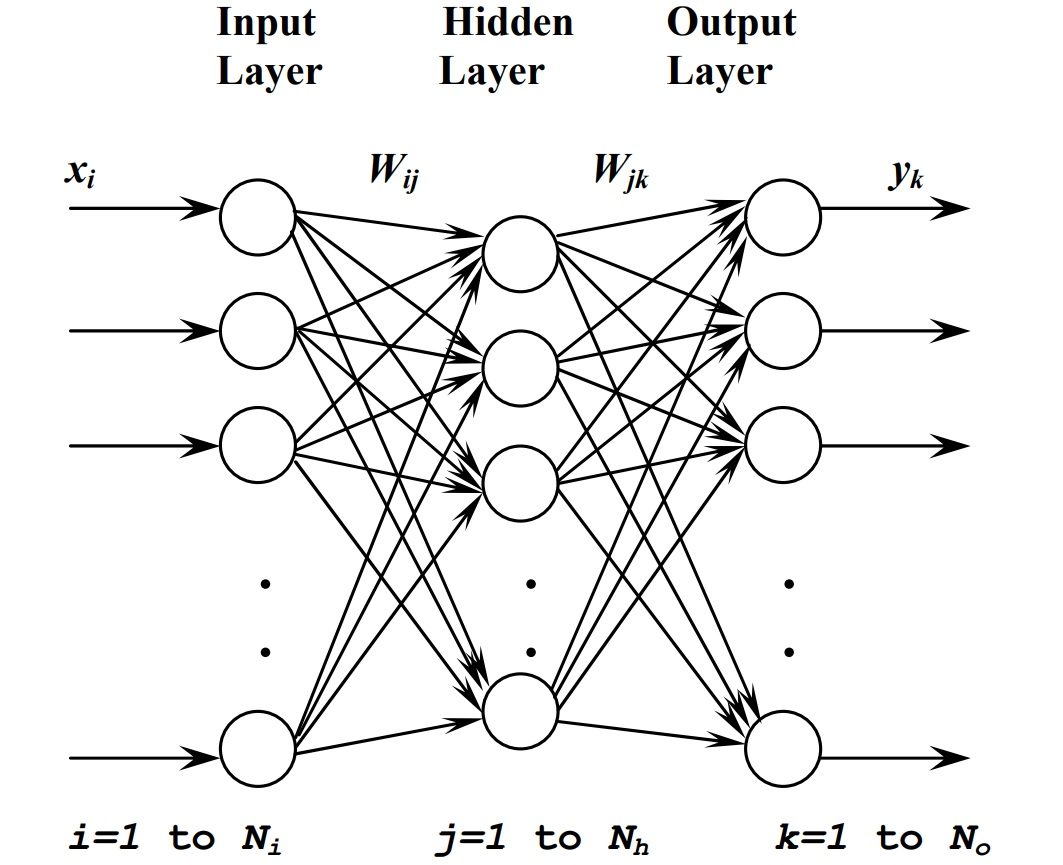 Input Hidden Output
Layer Layer Layer
xᵢ Wᵢⱼ Wⱼₖ yₖ
i=1 to Nᵢ j=1 to Nₕ k=1 to Nₒ